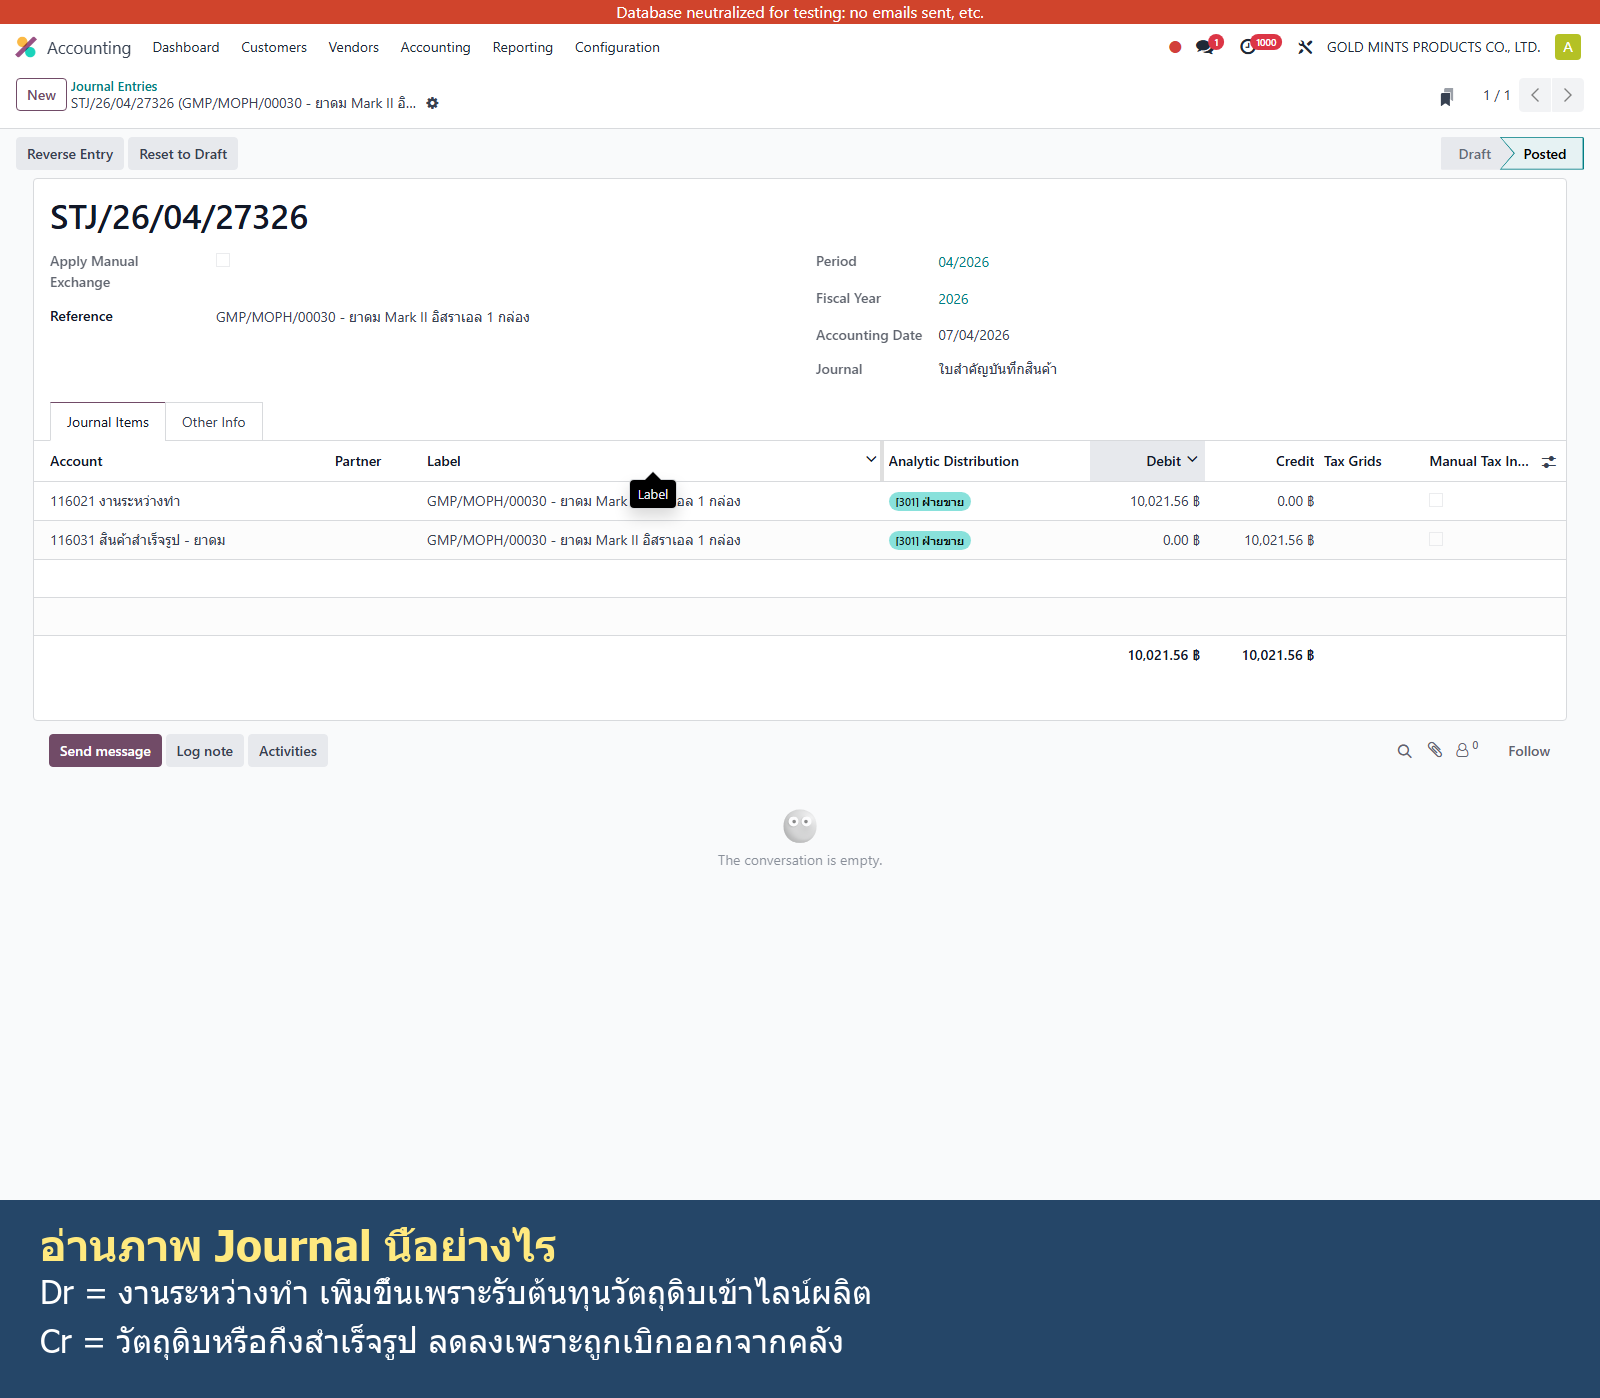 Database neutralized for testing: no emails sent, etc.
Accounting Dashboard Customers Vendors Accounting Reporting Configuration 1 1000 GOLD MINTS PRODUCTS CO., LTD. A
New Journal Entries
STJ/26/04/27326 (GMP/MOPH/00030 - ยาดม Mark II อิ... 1 / 1
Reverse Entry Reset to Draft Draft Posted
STJ/26/04/27326
Apply Manual Exchange
Reference GMP/MOPH/00030 - ยาดม Mark II อิสราเอล 1 กล่อง
Period 04/2026
Fiscal Year 2026
Accounting Date 07/04/2026
Journal ใบสำคัญบันทึกสินค้า
Journal Items Other Info
Account Partner Label Analytic Distribution Debit Credit Tax Grids Manual Tax In...
Label
116021 งานระหว่างทำ GMP/MOPH/00030 - ยาดม Mark อล 1 กล่อง [301] ฝ่ายขาย 10,021.56 ฿ 0.00 ฿
116031 สินค้าสำเร็จรูป - ยาดม GMP/MOPH/00030 - ยาดม Mark II อิสราเอล 1 กล่อง [301] ฝ่ายขาย 0.00 ฿ 10,021.56 ฿
10,021.56 ฿ 10,021.56 ฿
Send message Log note Activities 0 Follow
The conversation is empty.
อ่านภาพ Journal นี้อย่างไร
Dr = งานระหว่างทำ เพิ่มขึ้นเพราะรับต้นทุนวัตถุดิบเข้าไลน์ผลิต
Cr = วัตถุดิบหรือกึ่งสำเร็จรูป ลดลงเพราะถูกเบิกออกจากคลัง